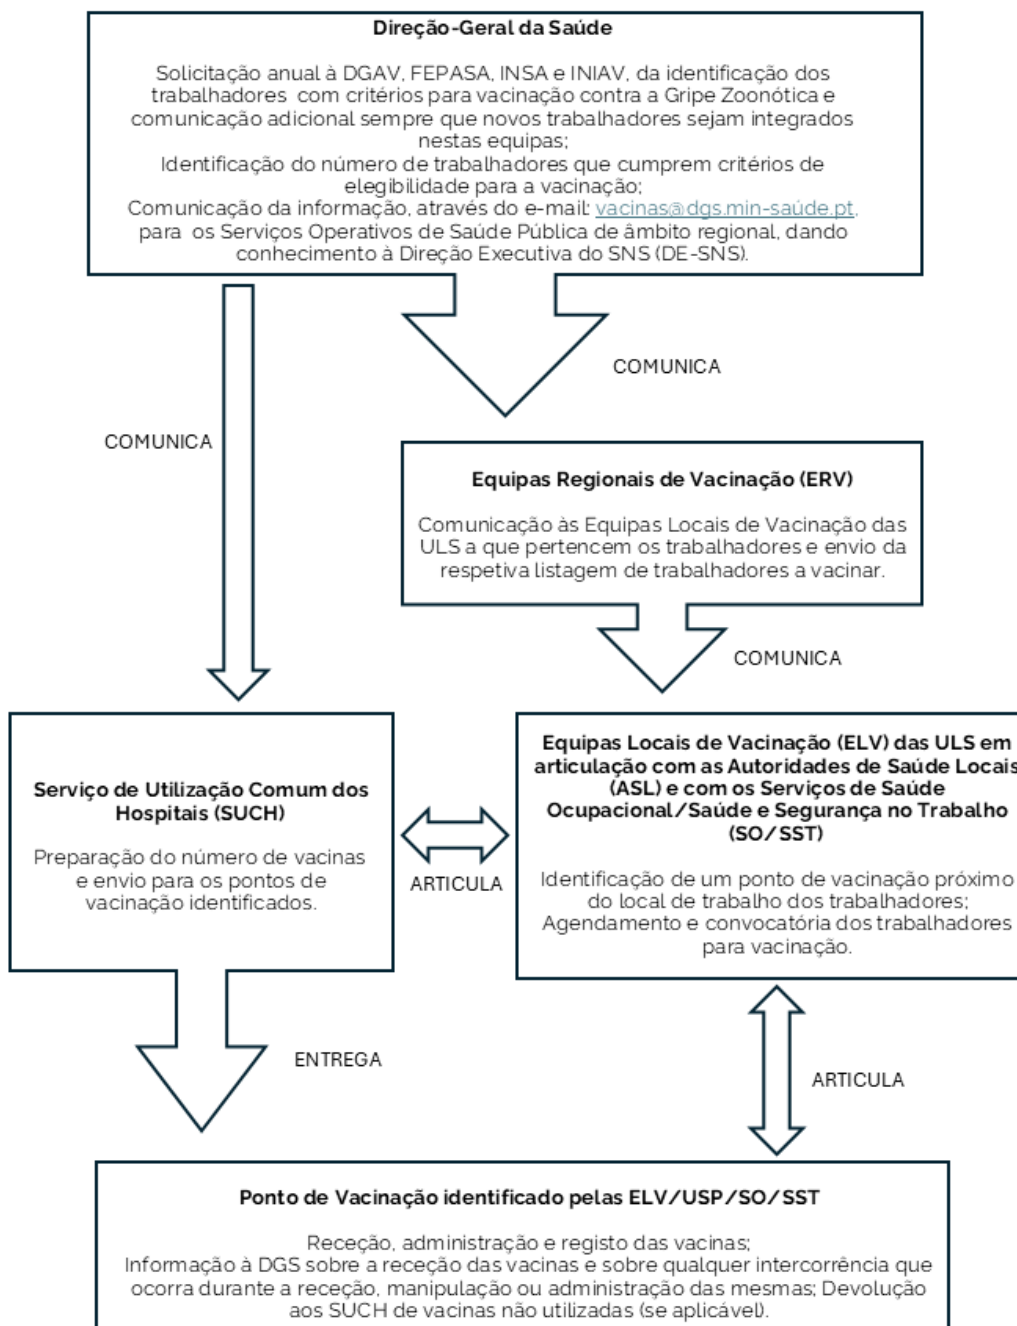 Direção-Geral da Saúde
Solicitação anual à DGAV, FEPASA, INSA e INIAV, da identificação dos
trabalhadores com critérios para vacinação contra a Gripe Zoonótica e
comunicação adicional sempre que novos trabalhadores sejam integrados
nestas equipas;
Identificação do número de trabalhadores que cumprem critérios de
elegibilidade para a vacinação;
Comunicação da informação, através do e-mail: vacinas@dgs.min-saúde.pt,
para os Serviços Operativos de Saúde Pública de âmbito regional, dando
conhecimento à Direção Executiva do SNS (DE-SNS).
COMUNICA
COMUNICA
Equipas Regionais de Vacinação (ERV)
Comunicação às Equipas Locais de Vacinação das
ULS a que pertencem os trabalhadores e envio da
respetiva listagem de trabalhadores a vacinar.
COMUNICA
Serviço de Utilização Comum dos
Hospitais (SUCH)
Preparação do número de vacinas
e envio para os pontos de
vacinação identificados.
ARTICULA
Equipas Locais de Vacinação (ELV) das ULS em
articulação com as Autoridades de Saúde Locais
(ASL) e com os Serviços de Saúde
Ocupacional/Saúde e Segurança no Trabalho
(SO/SST)
Identificação de um ponto de vacinação próximo
do local de trabalho dos trabalhadores;
Agendamento e convocatória dos trabalhadores
para vacinação.
ENTREGA
ARTICULA
Ponto de Vacinação identificado pelas ELV/USP/SO/SST
Receção, administração e registo das vacinas;
Informação à DGS sobre a receção das vacinas e sobre qualquer intercorrência que
ocorra durante a receção, manipulação ou administração das mesmas; Devolução
aos SUCH de vacinas não utilizadas (se aplicável).